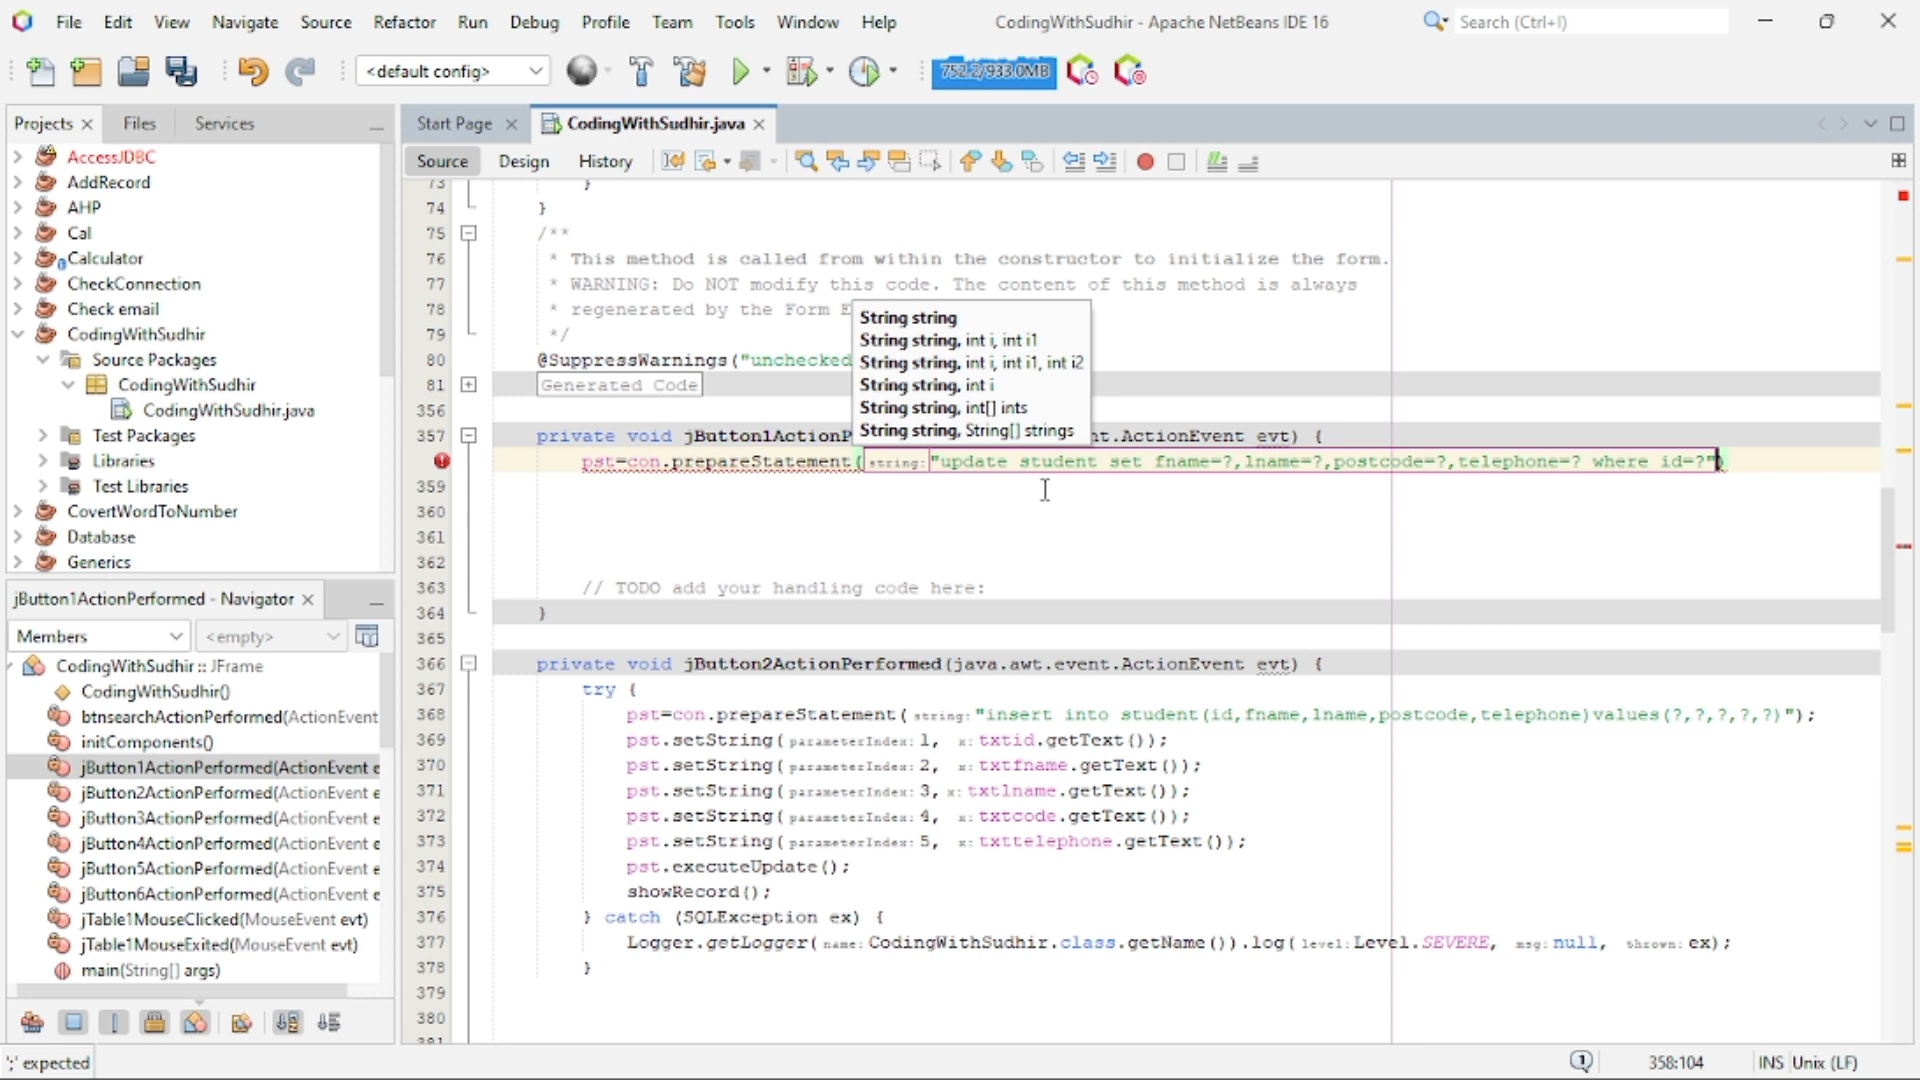 File Edit View Navigate Source Refactor Run Debug Profile Team Tools Window Help CodingWithSudhir - Apache NetBeans IDE 16 Search (Ctrl+I)
<default config> 752.2/933.0MB
Projects Files Services Start Page CodingWithSudhir.java
Source Design History
AccessJDBC
AddRecord
AHP
Cal
Calculator
CheckConnection
Check email
CodingWithSudhir
Source Packages
CodingWithSudhir
CodingWithSudhir.java
Test Packages
Libraries
Test Libraries
CovertWordToNumber
Database
Generics
jButton1ActionPerformed - Navigator
Members <empty>
CodingWithSudhir :: JFrame
CodingWithSudhir()
btnsearchActionPerformed(ActionEvent
initComponents()
jButton1ActionPerformed(ActionEvent e
jButton2ActionPerformed(ActionEvent e
jButton3ActionPerformed(ActionEvent e
jButton4ActionPerformed(ActionEvent e
jButton5ActionPerformed(ActionEvent e
jButton6ActionPerformed(ActionEvent e
jTable1MouseClicked(MouseEvent evt)
jTable1MouseExited(MouseEvent evt)
main(String[] args)
73 }
74 }
75 /**
76 * This method is called from within the constructor to initialize the form.
77 * WARNING: Do NOT modify this code. The content of this method is always
78 * regenerated by the Form E
79 */
80 @SuppressWarnings("unchecked
81 Generated Code
356
357 private void jButton1ActionP nt.ActionEvent evt) {
pst=con.prepareStatement(string:"update student set fname=?,lname=?,postcode=?,telephone=? where id=?")
359
360
361
362
363 // TODO add your handling code here:
364 }
365
366 private void jButton2ActionPerformed(java.awt.event.ActionEvent evt) {
367 try {
368 pst=con.prepareStatement( string: "insert into student(id,fname,lname,postcode,telephone)values(?,?,?,?,?)");
369 pst.setString( parameterIndex: 1, x: txtid.getText());
370 pst.setString( parameterIndex: 2, x: txtfname.getText());
371 pst.setString( parameterIndex: 3, x: txtlname.getText());
372 pst.setString( parameterIndex: 4, x: txtcode.getText());
373 pst.setString( parameterIndex: 5, x: txttelephone.getText());
374 pst.executeUpdate();
375 showRecord();
376 } catch (SQLException ex) {
377 Logger.getLogger( name: CodingWithSudhir.class.getName()).log( level: Level.SEVERE, msg: null, thrown: ex);
378 }
379
380
381
String string
String string, int i, int i1
String string, int i, int i1, int i2
String string, int i
String string, int[] ints
String string, String[] strings
';' expected 1 358:104 INS Unix (LF)